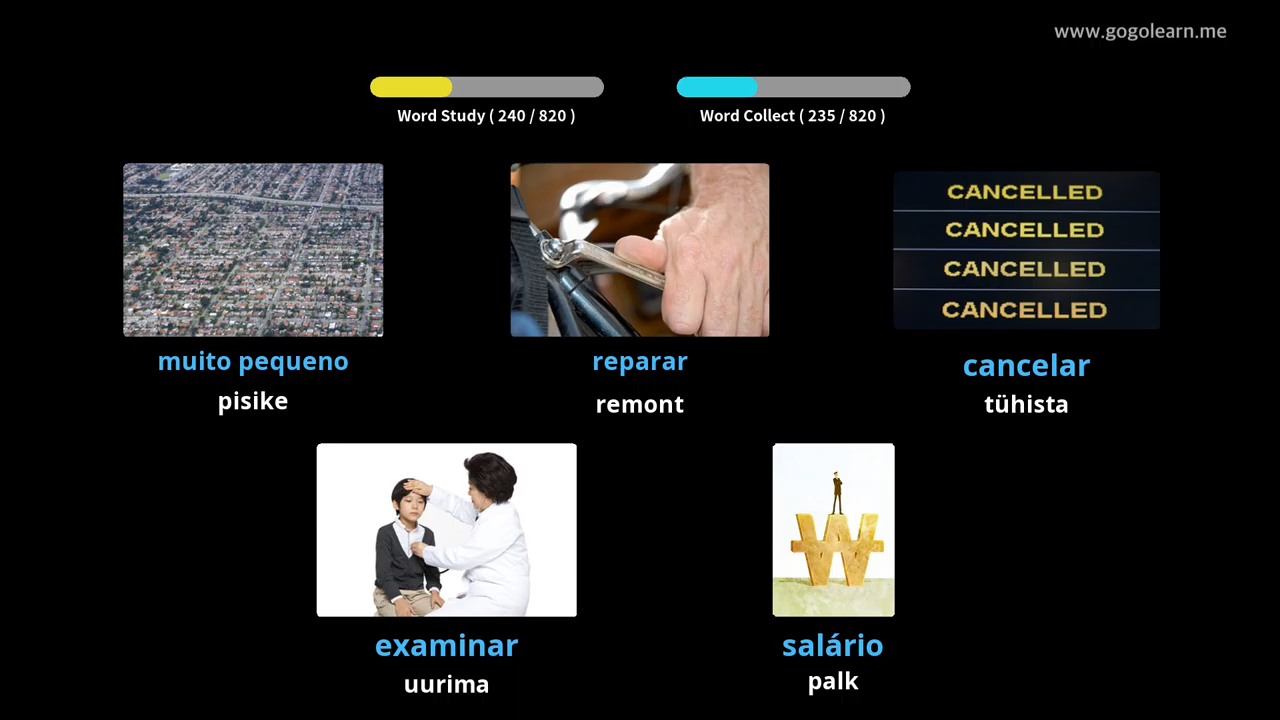 www.gogolearn.me
Word Study ( 240 / 820 )
Word Collect ( 235 / 820 )
CANCELLED
CANCELLED
CANCELLED
CANCELLED
muito pequeno
pisike
reparar
remont
cancelar
tühista
W
examinar
uurima
salário
palk